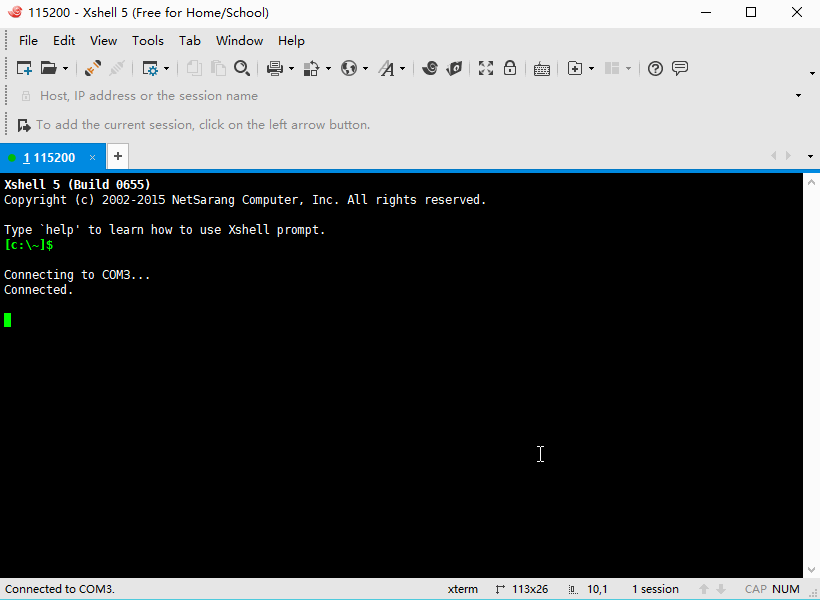 115200 - Xshell 5 (Free for Home/School)
File Edit View Tools Tab Window Help
Host, IP address or the session name
To add the current session, click on the left arrow button.
1 115200 × +
Xshell 5 (Build 0655)
Copyright (c) 2002-2015 NetSarang Computer, Inc. All rights reserved.
Type `help' to learn how to use Xshell prompt.
[c:\~]$
Connecting to COM3...
Connected.
Connected to COM3. xterm 113x26 10,1 1 session CAP NUM